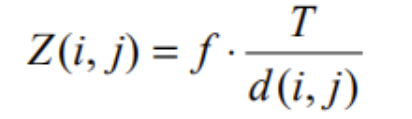 Z(i, j) = f · T / d(i, j)